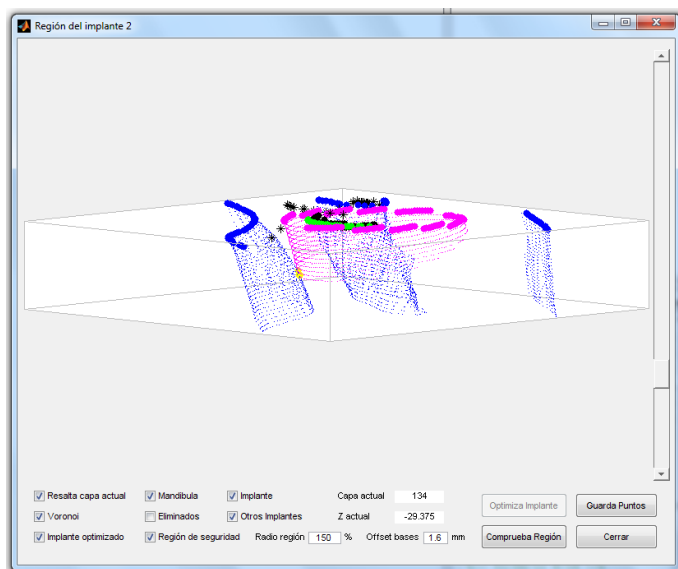 Región del implante 2
Resalta capa actual Mandibula Implante Capa actual 134 Optimiza Implante Guarda Puntos
Voronoi Eliminados Otros Implantes Z actual -29.375
Implante optimizado Región de seguridad Radio región 150 % Offset bases 1.6 mm Comprueba Región Cerrar